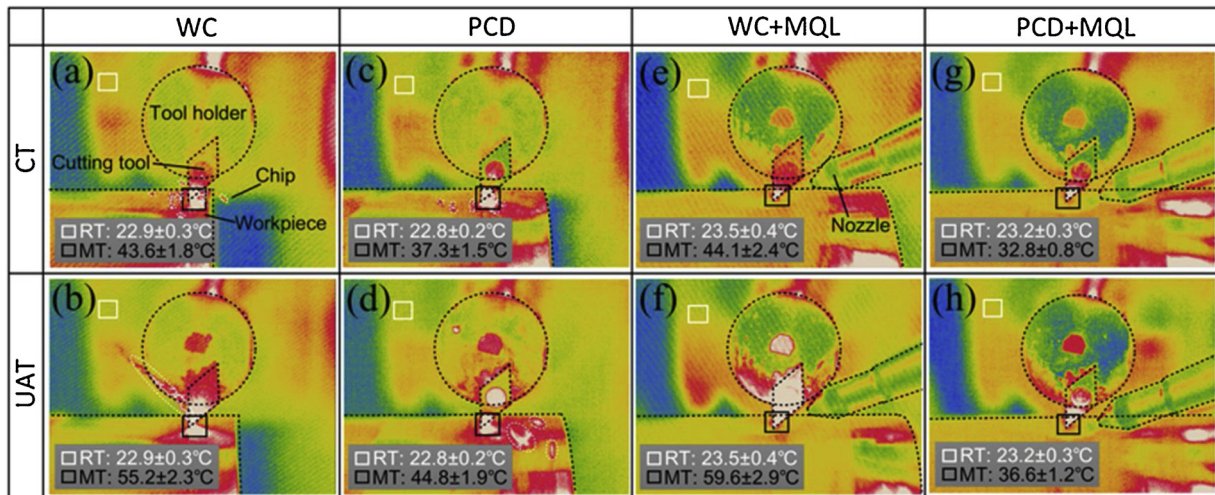 WC
PCD
WC+MQL
PCD+MQL
CT
(a)
Tool holder
Cutting tool
Chip
Workpiece
RT: 22.9±0.3℃
MT: 43.6±1.8℃
(c)
RT: 22.8±0.2℃
MT: 37.3±1.5℃
(e)
Nozzle
RT: 23.5±0.4℃
MT: 44.1±2.4℃
(g)
RT: 23.2±0.3℃
MT: 32.8±0.8℃
UAT
(b)
RT: 22.9±0.3℃
MT: 55.2±2.3℃
(d)
RT: 22.8±0.2℃
MT: 44.8±1.9℃
(f)
RT: 23.5±0.4℃
MT: 59.6±2.9℃
(h)
RT: 23.2±0.3℃
MT: 36.6±1.2℃